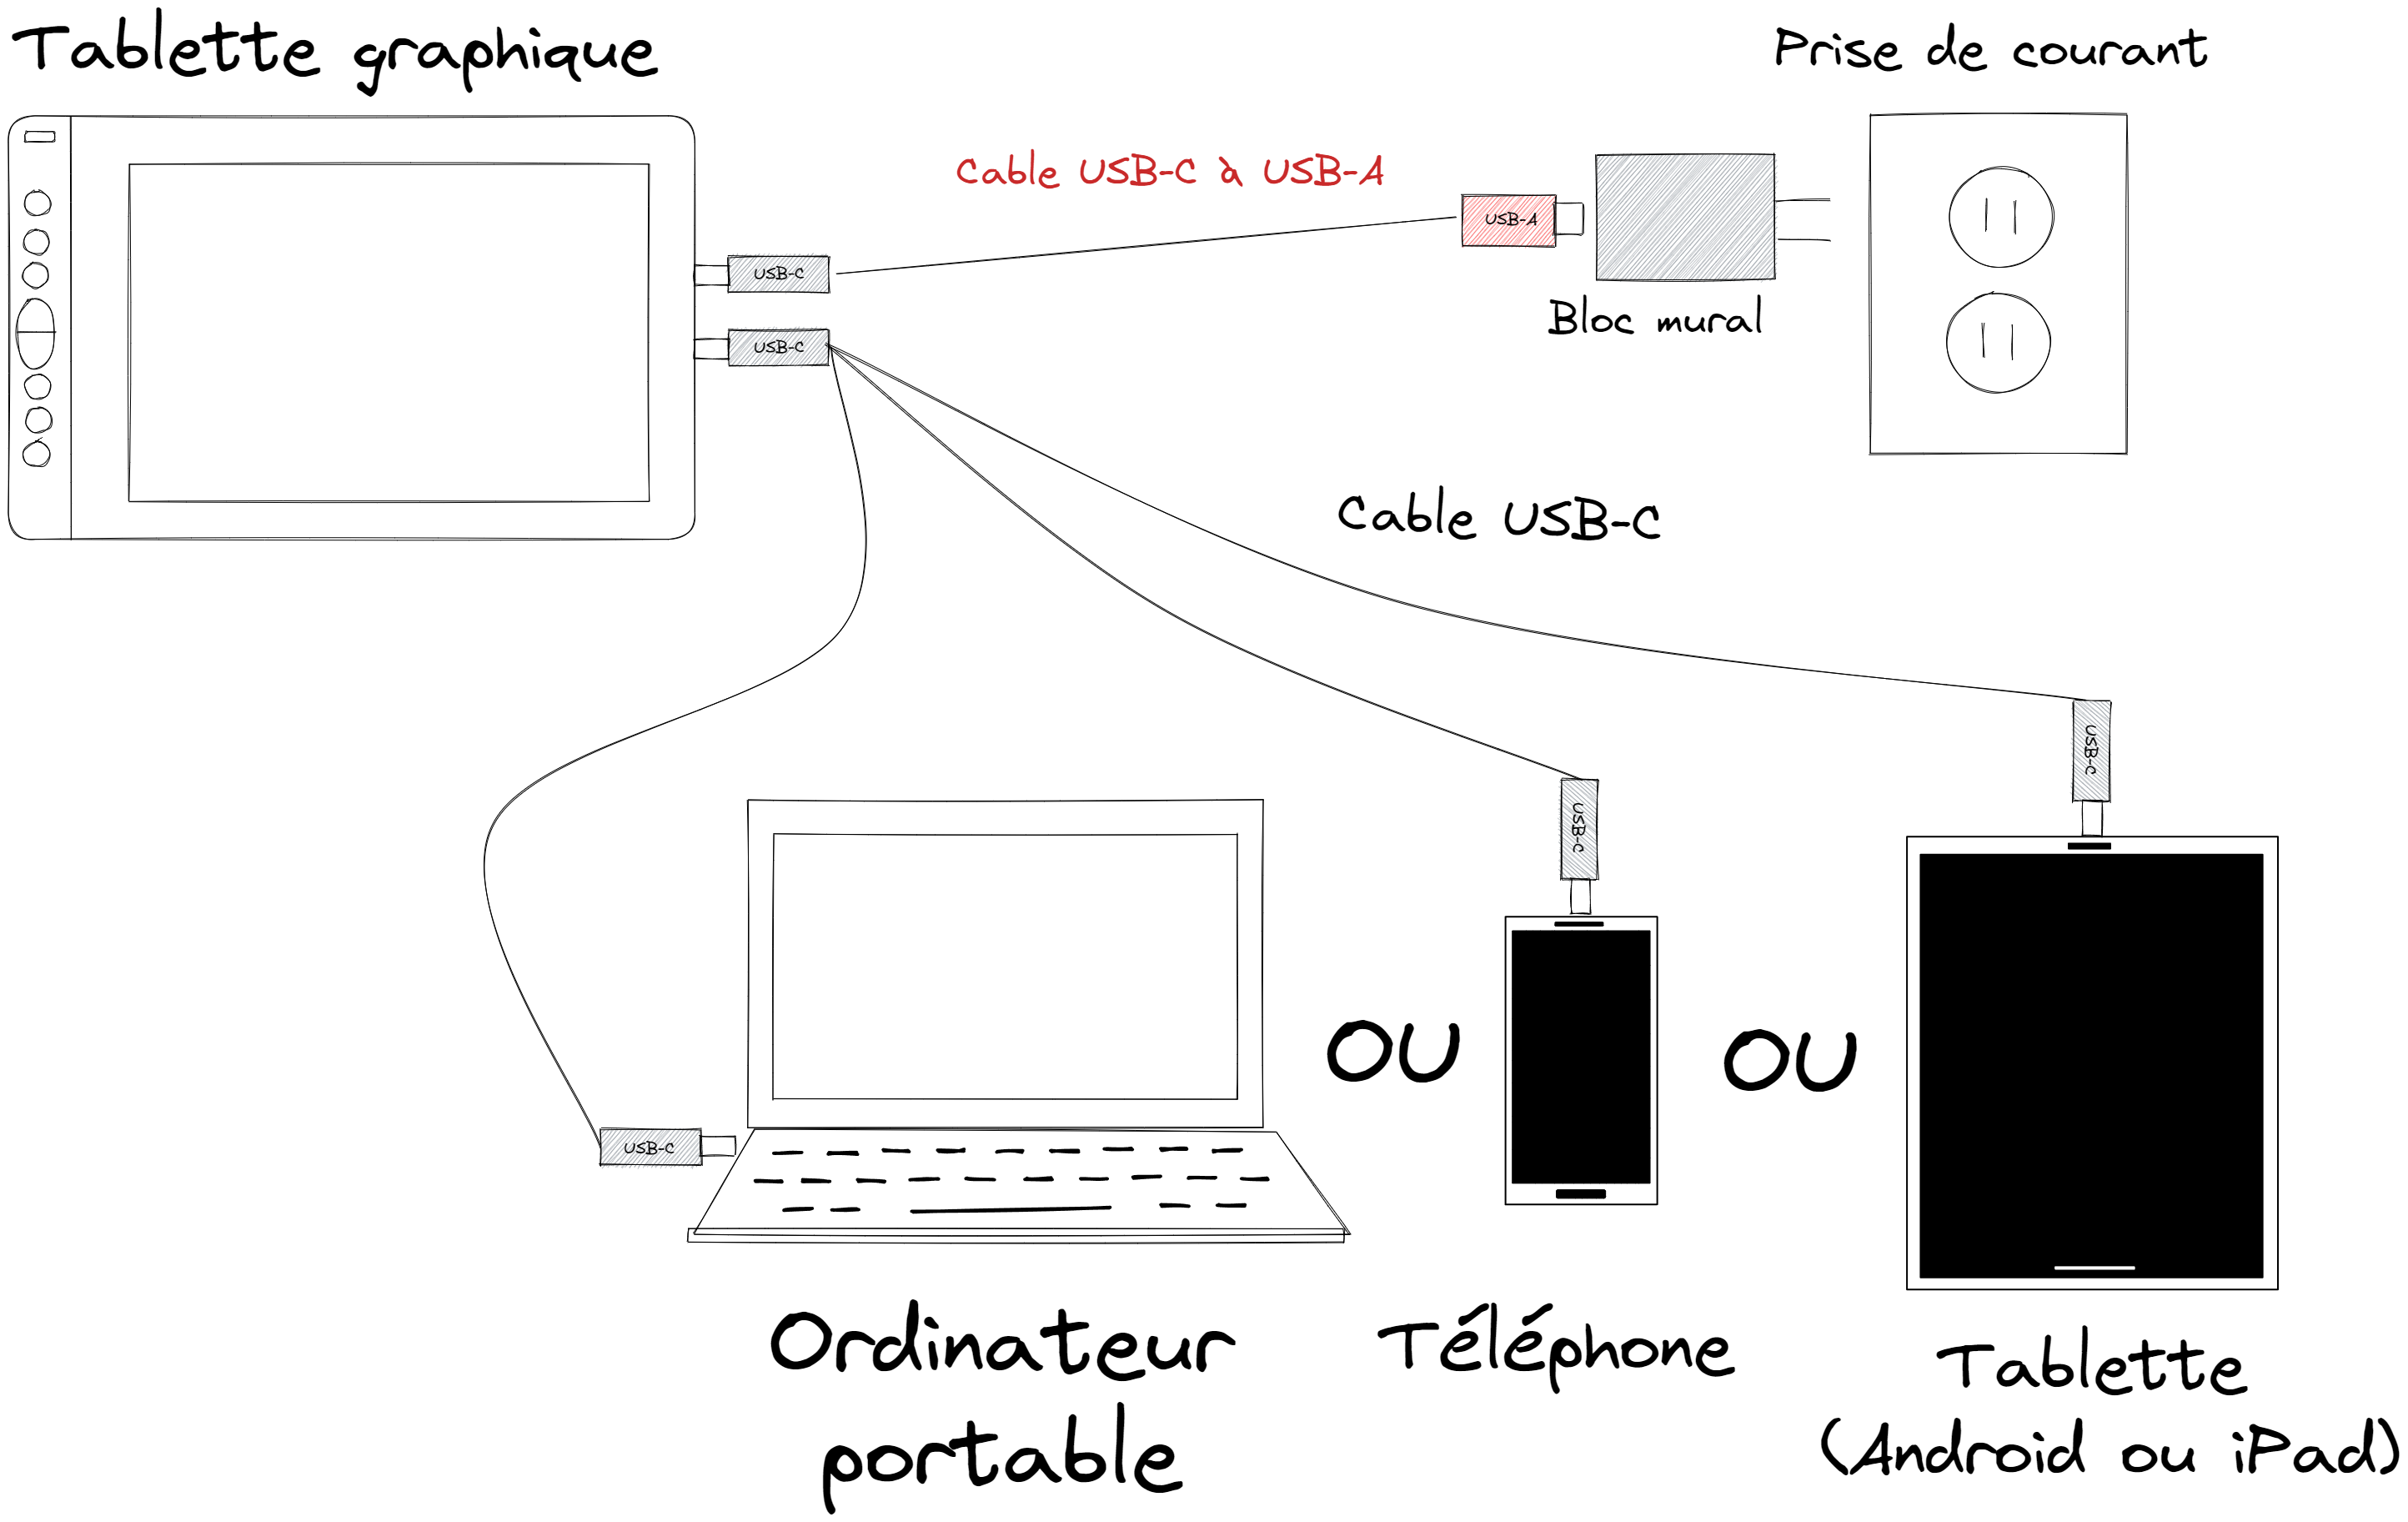 Tablette graphique
Prise de courant
Cable USB-C à USB-A
USB-A
USB-C
Bloc mural
USB-C
Cable USB-C
USB-C
USB-C
OU
OU
USB-C
Ordinateur
portable
Téléphone
Tablette
(Android ou iPad)